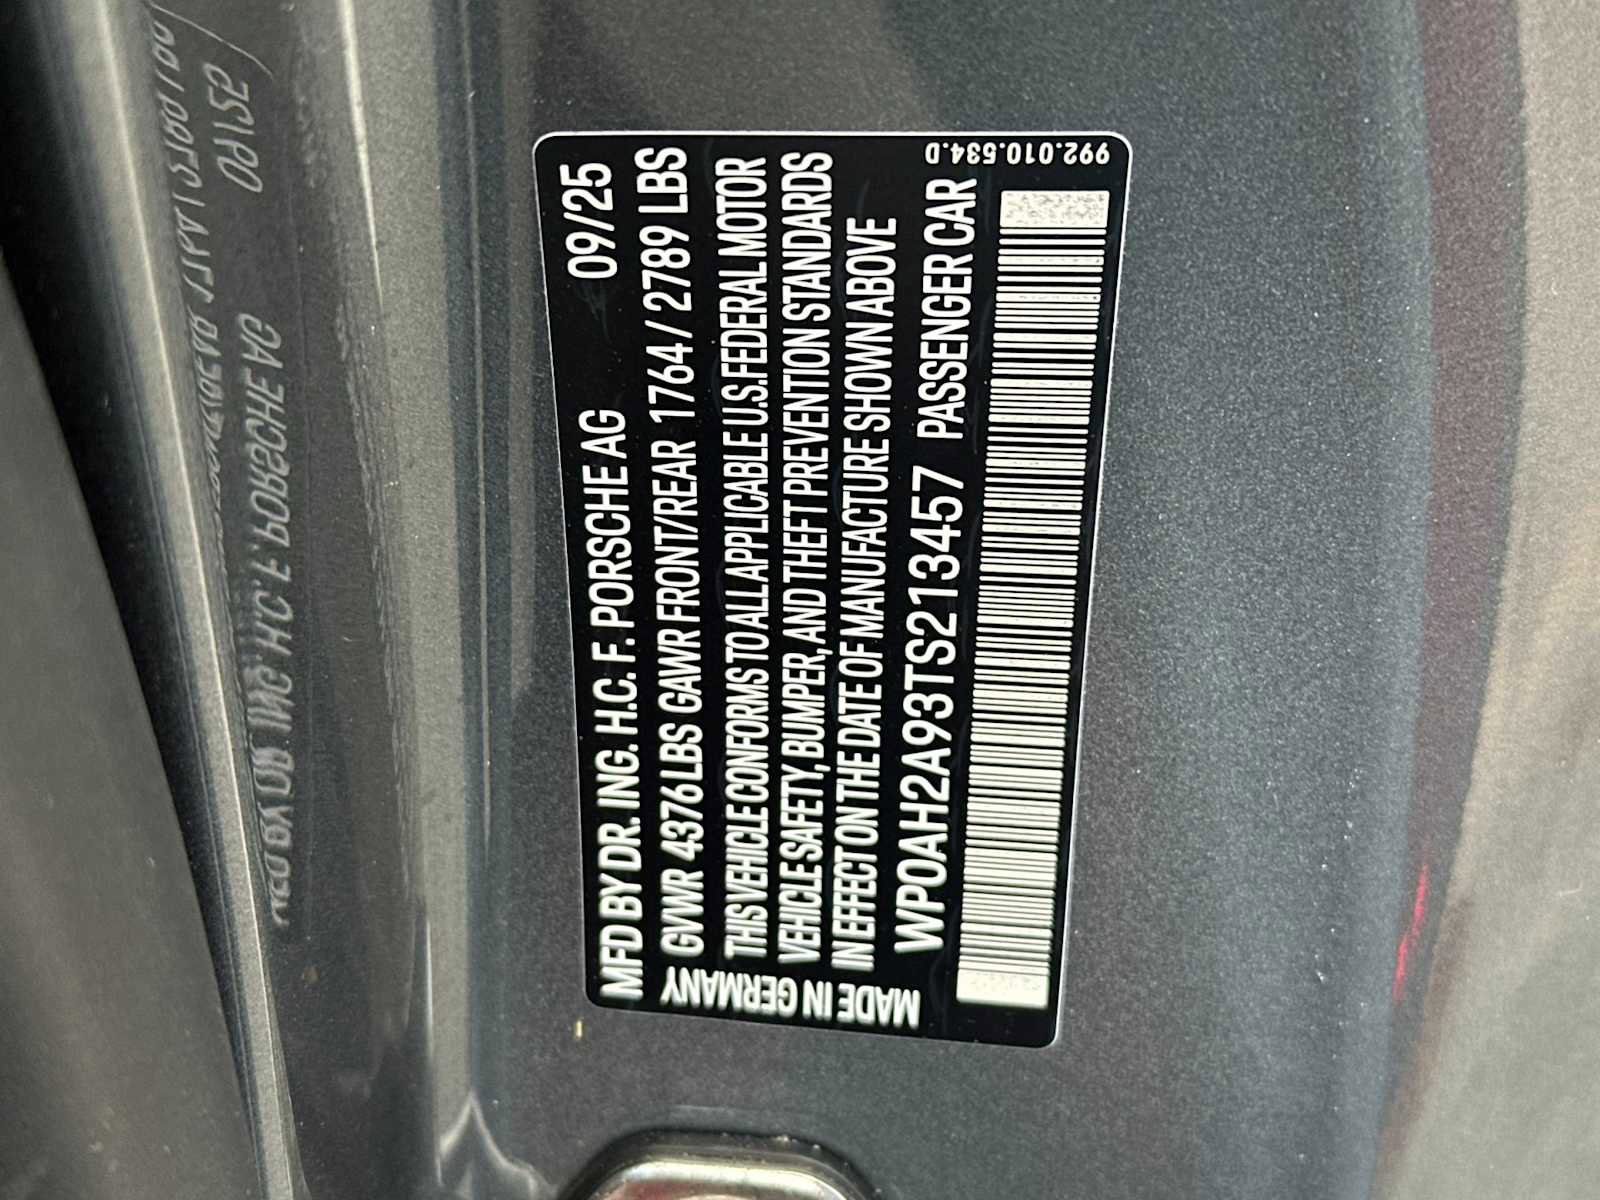 MFD BY DR. ING. H.C. F. PORSCHE AG 09/25
GVWR 4376 LBS GAWR FRONT/REAR 1764 / 2789 LBS
THIS VEHICLE CONFORMS TO ALL APPLICABLE U.S. FEDERAL MOTOR
VEHICLE SAFETY, BUMPER, AND THEFT PREVENTION STANDARDS
IN EFFECT ON THE DATE OF MANUFACTURE SHOWN ABOVE
WP0AH2A93TS213457 PASSENGER CAR
MADE IN GERMANY
992.010.534.D